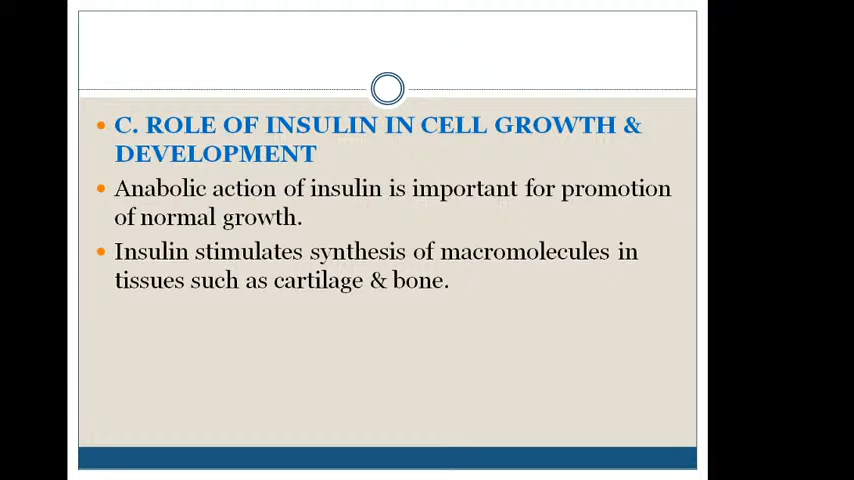 C. ROLE OF INSULIN IN CELL GROWTH &
DEVELOPMENT
Anabolic action of insulin is important for promotion
of normal growth.
Insulin stimulates synthesis of macromolecules in
tissues such as cartilage & bone.